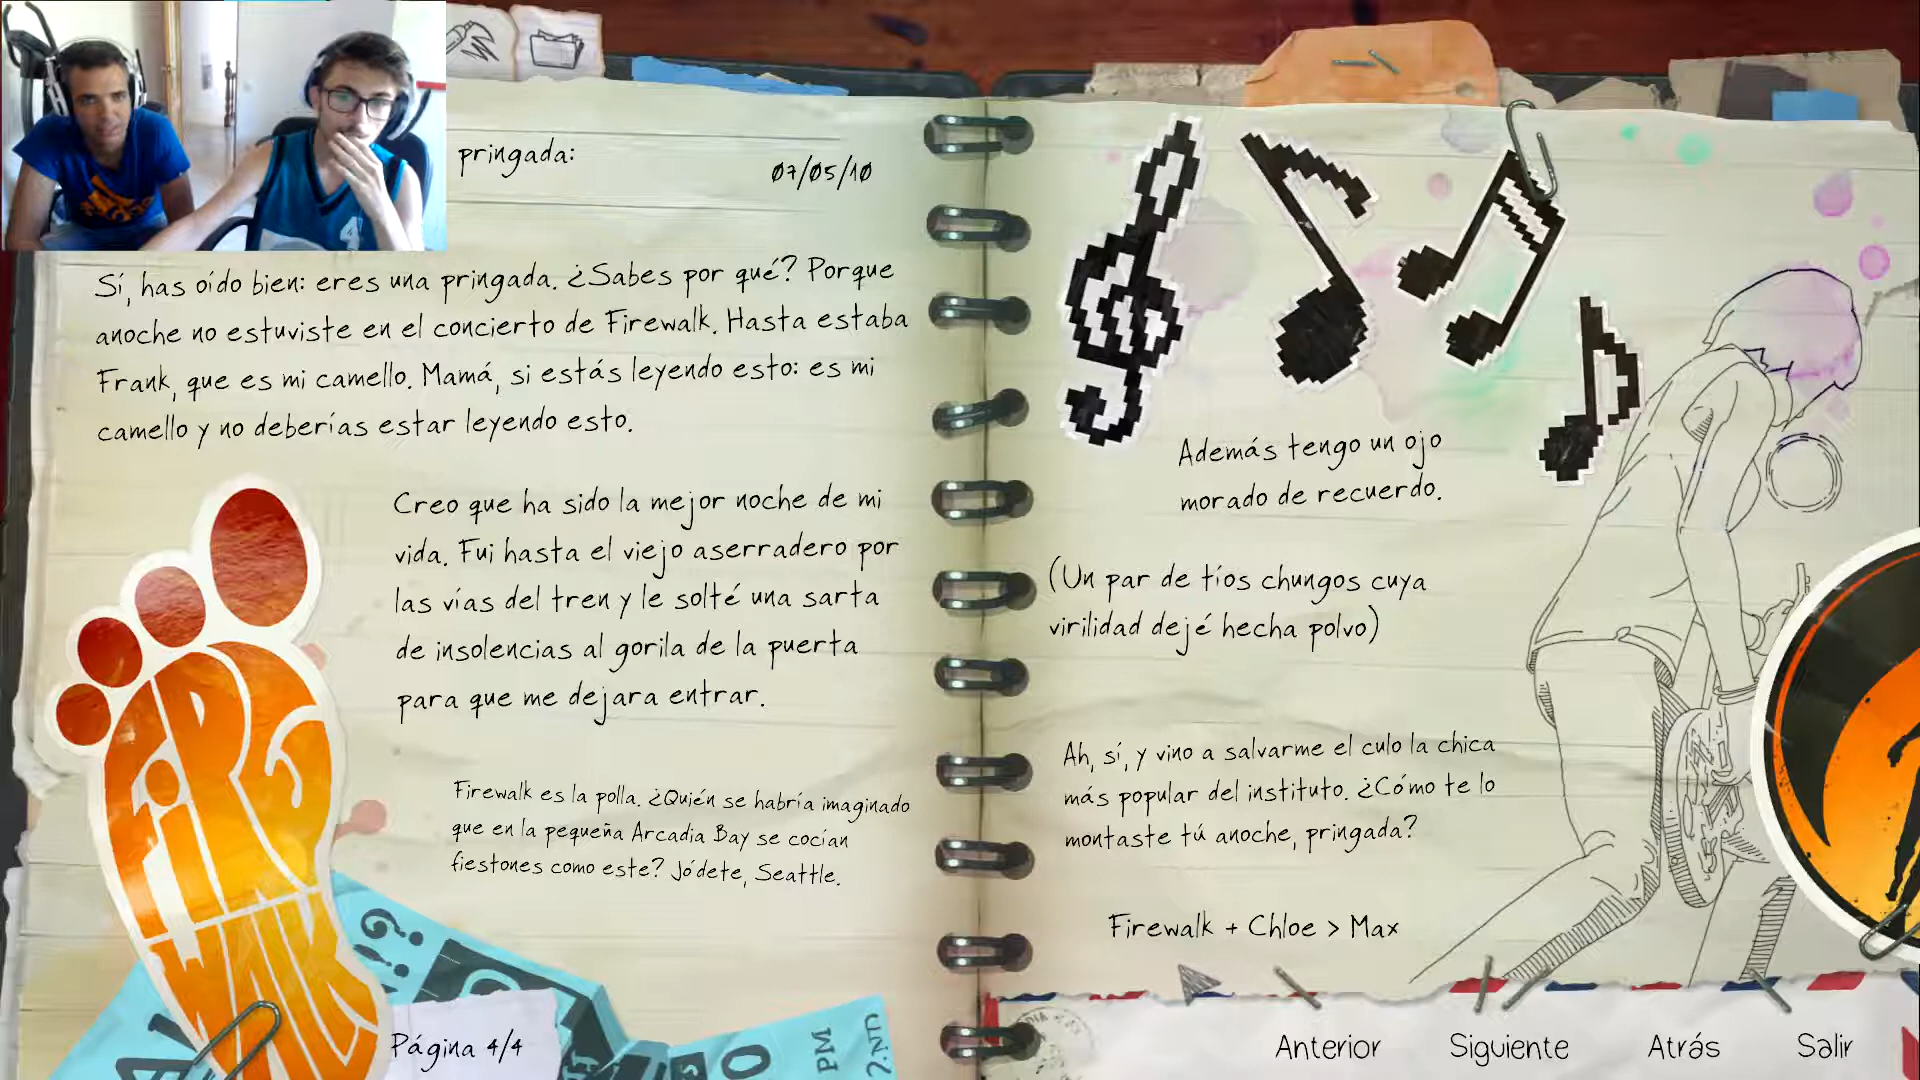 pringada:
07/05/10
Sí, has oído bien: eres una pringada. ¿Sabes por qué? Porque
anoche no estuviste en el concierto de Firewalk. Hasta estaba
Frank, que es mi camello. Mamá, si estás leyendo esto: es mi
camello y no deberías estar leyendo esto.
Creo que ha sido la mejor noche de mi
vida. Fui hasta el viejo aserradero por
las vías del tren y le solté una sarta
de insolencias al gorila de la puerta
para que me dejara entrar.
Firewalk es la polla. ¿Quién se habría imaginado
que en la pequeña Arcadia Bay se cocían
fiestones como este? Jódete, Seattle.
FIRE
WALK
PM
Página 4/4
Además tengo un ojo
morado de recuerdo.
(Un par de tíos chungos cuya
virilidad dejé hecha polvo)
Ah, sí, y vino a salvarme el culo la chica
más popular del instituto. ¿Cómo te lo
montaste tú anoche, pringada?
Firewalk + Chloe > Max
Anterior
Siguiente
Atrás
Salir